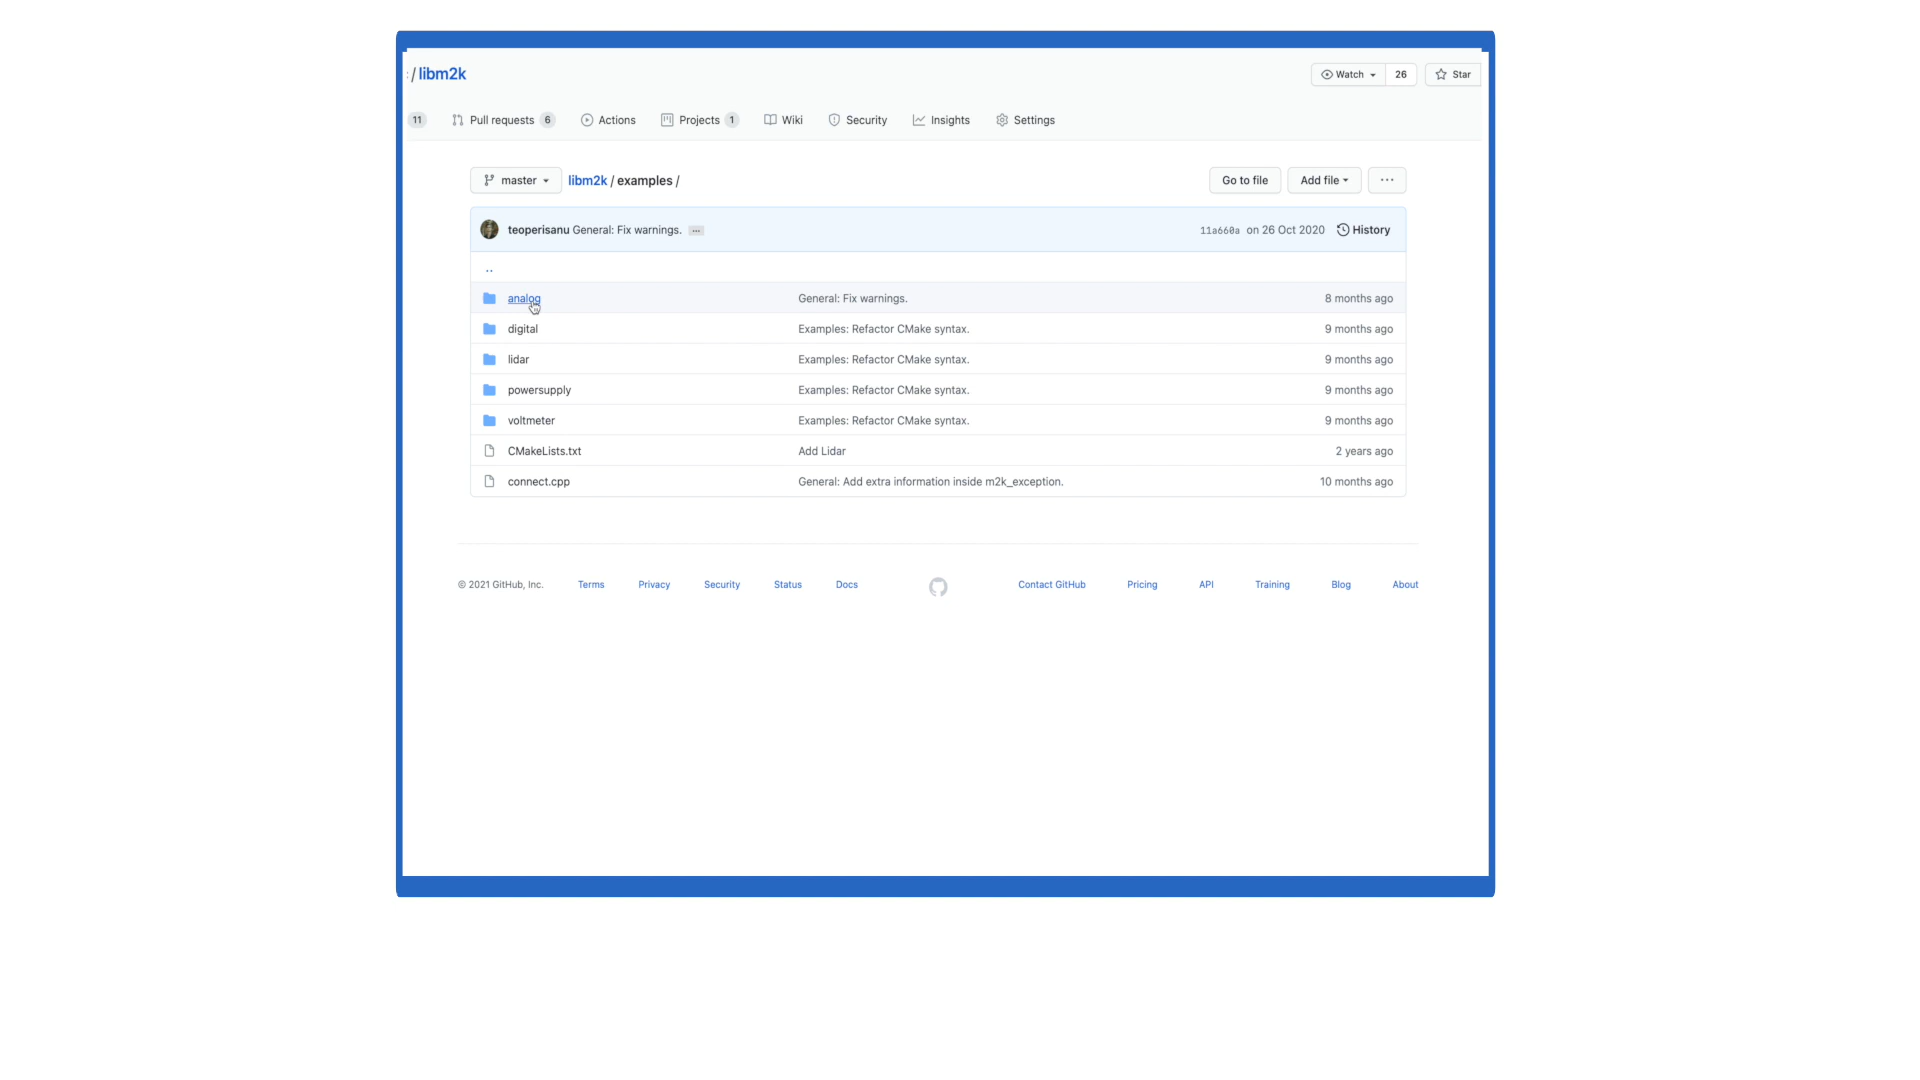 : / libm2k
Watch 26 Star
11 Pull requests 6 Actions Projects 1 Wiki Security Insights Settings
master libm2k / examples / Go to file Add file ...
teoperisanu General: Fix warnings. ... 11a660a on 26 Oct 2020 History
..
analog General: Fix warnings. 8 months ago
digital Examples: Refactor CMake syntax. 9 months ago
lidar Examples: Refactor CMake syntax. 9 months ago
powersupply Examples: Refactor CMake syntax. 9 months ago
voltmeter Examples: Refactor CMake syntax. 9 months ago
CMakeLists.txt Add Lidar 2 years ago
connect.cpp General: Add extra information inside m2k_exception. 10 months ago
© 2021 GitHub, Inc. Terms Privacy Security Status Docs Contact GitHub Pricing API Training Blog About